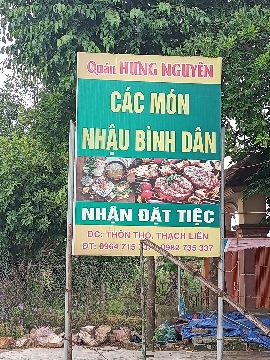 Quán HƯNG NGUYÊN
CÁC MÓN
NHẬU BÌNH DÂN
NHẬN ĐẶT TIỆC
ĐC: THÔN THỌ, THẠCH LIÊN
ĐT: 0964 715 0982 735 337